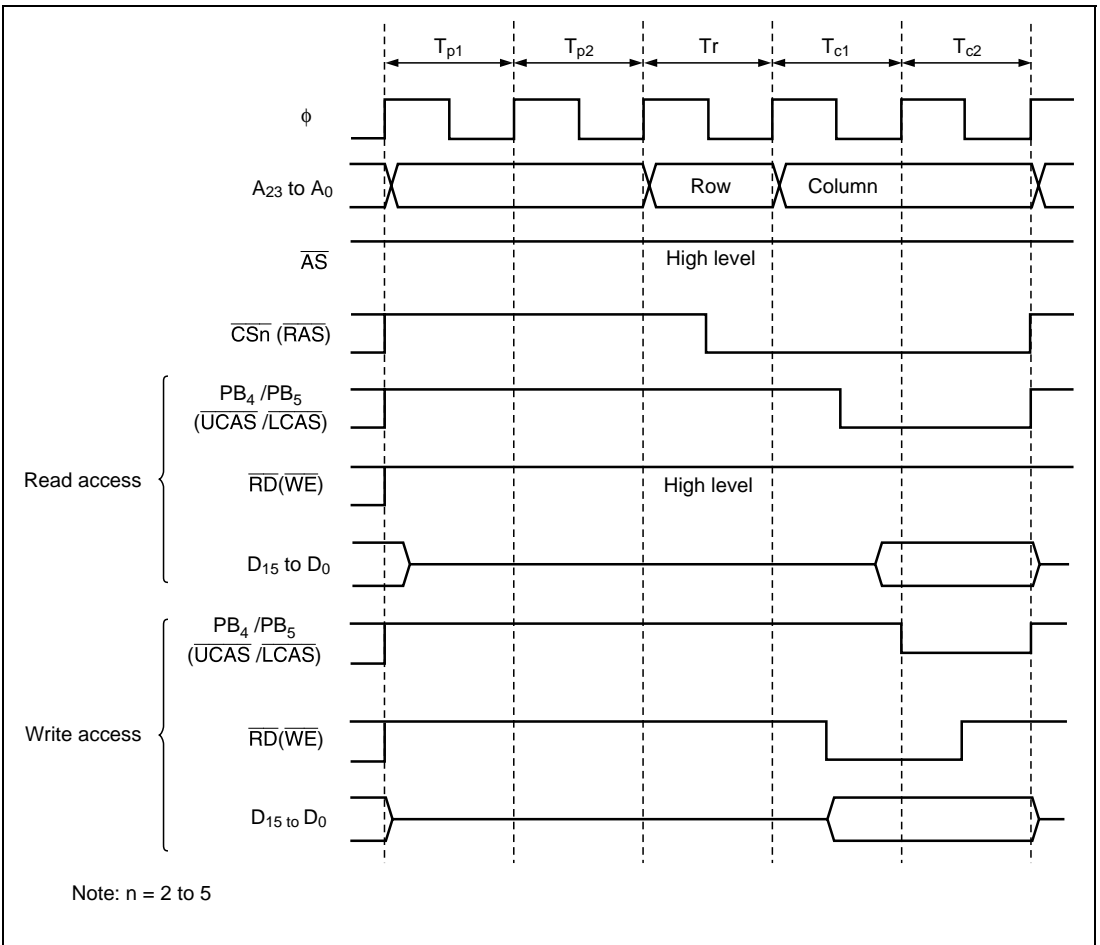 Tp1 Tp2 Tr Tc1 Tc2
φ
A23 to A0 Row Column
AS High level
CSn (RAS)
PB4 /PB5
(UCAS /LCAS)
Read access RD(WE) High level
D15 to D0
PB4 /PB5
(UCAS /LCAS)
Write access RD(WE)
D15 to D0
Note: n = 2 to 5